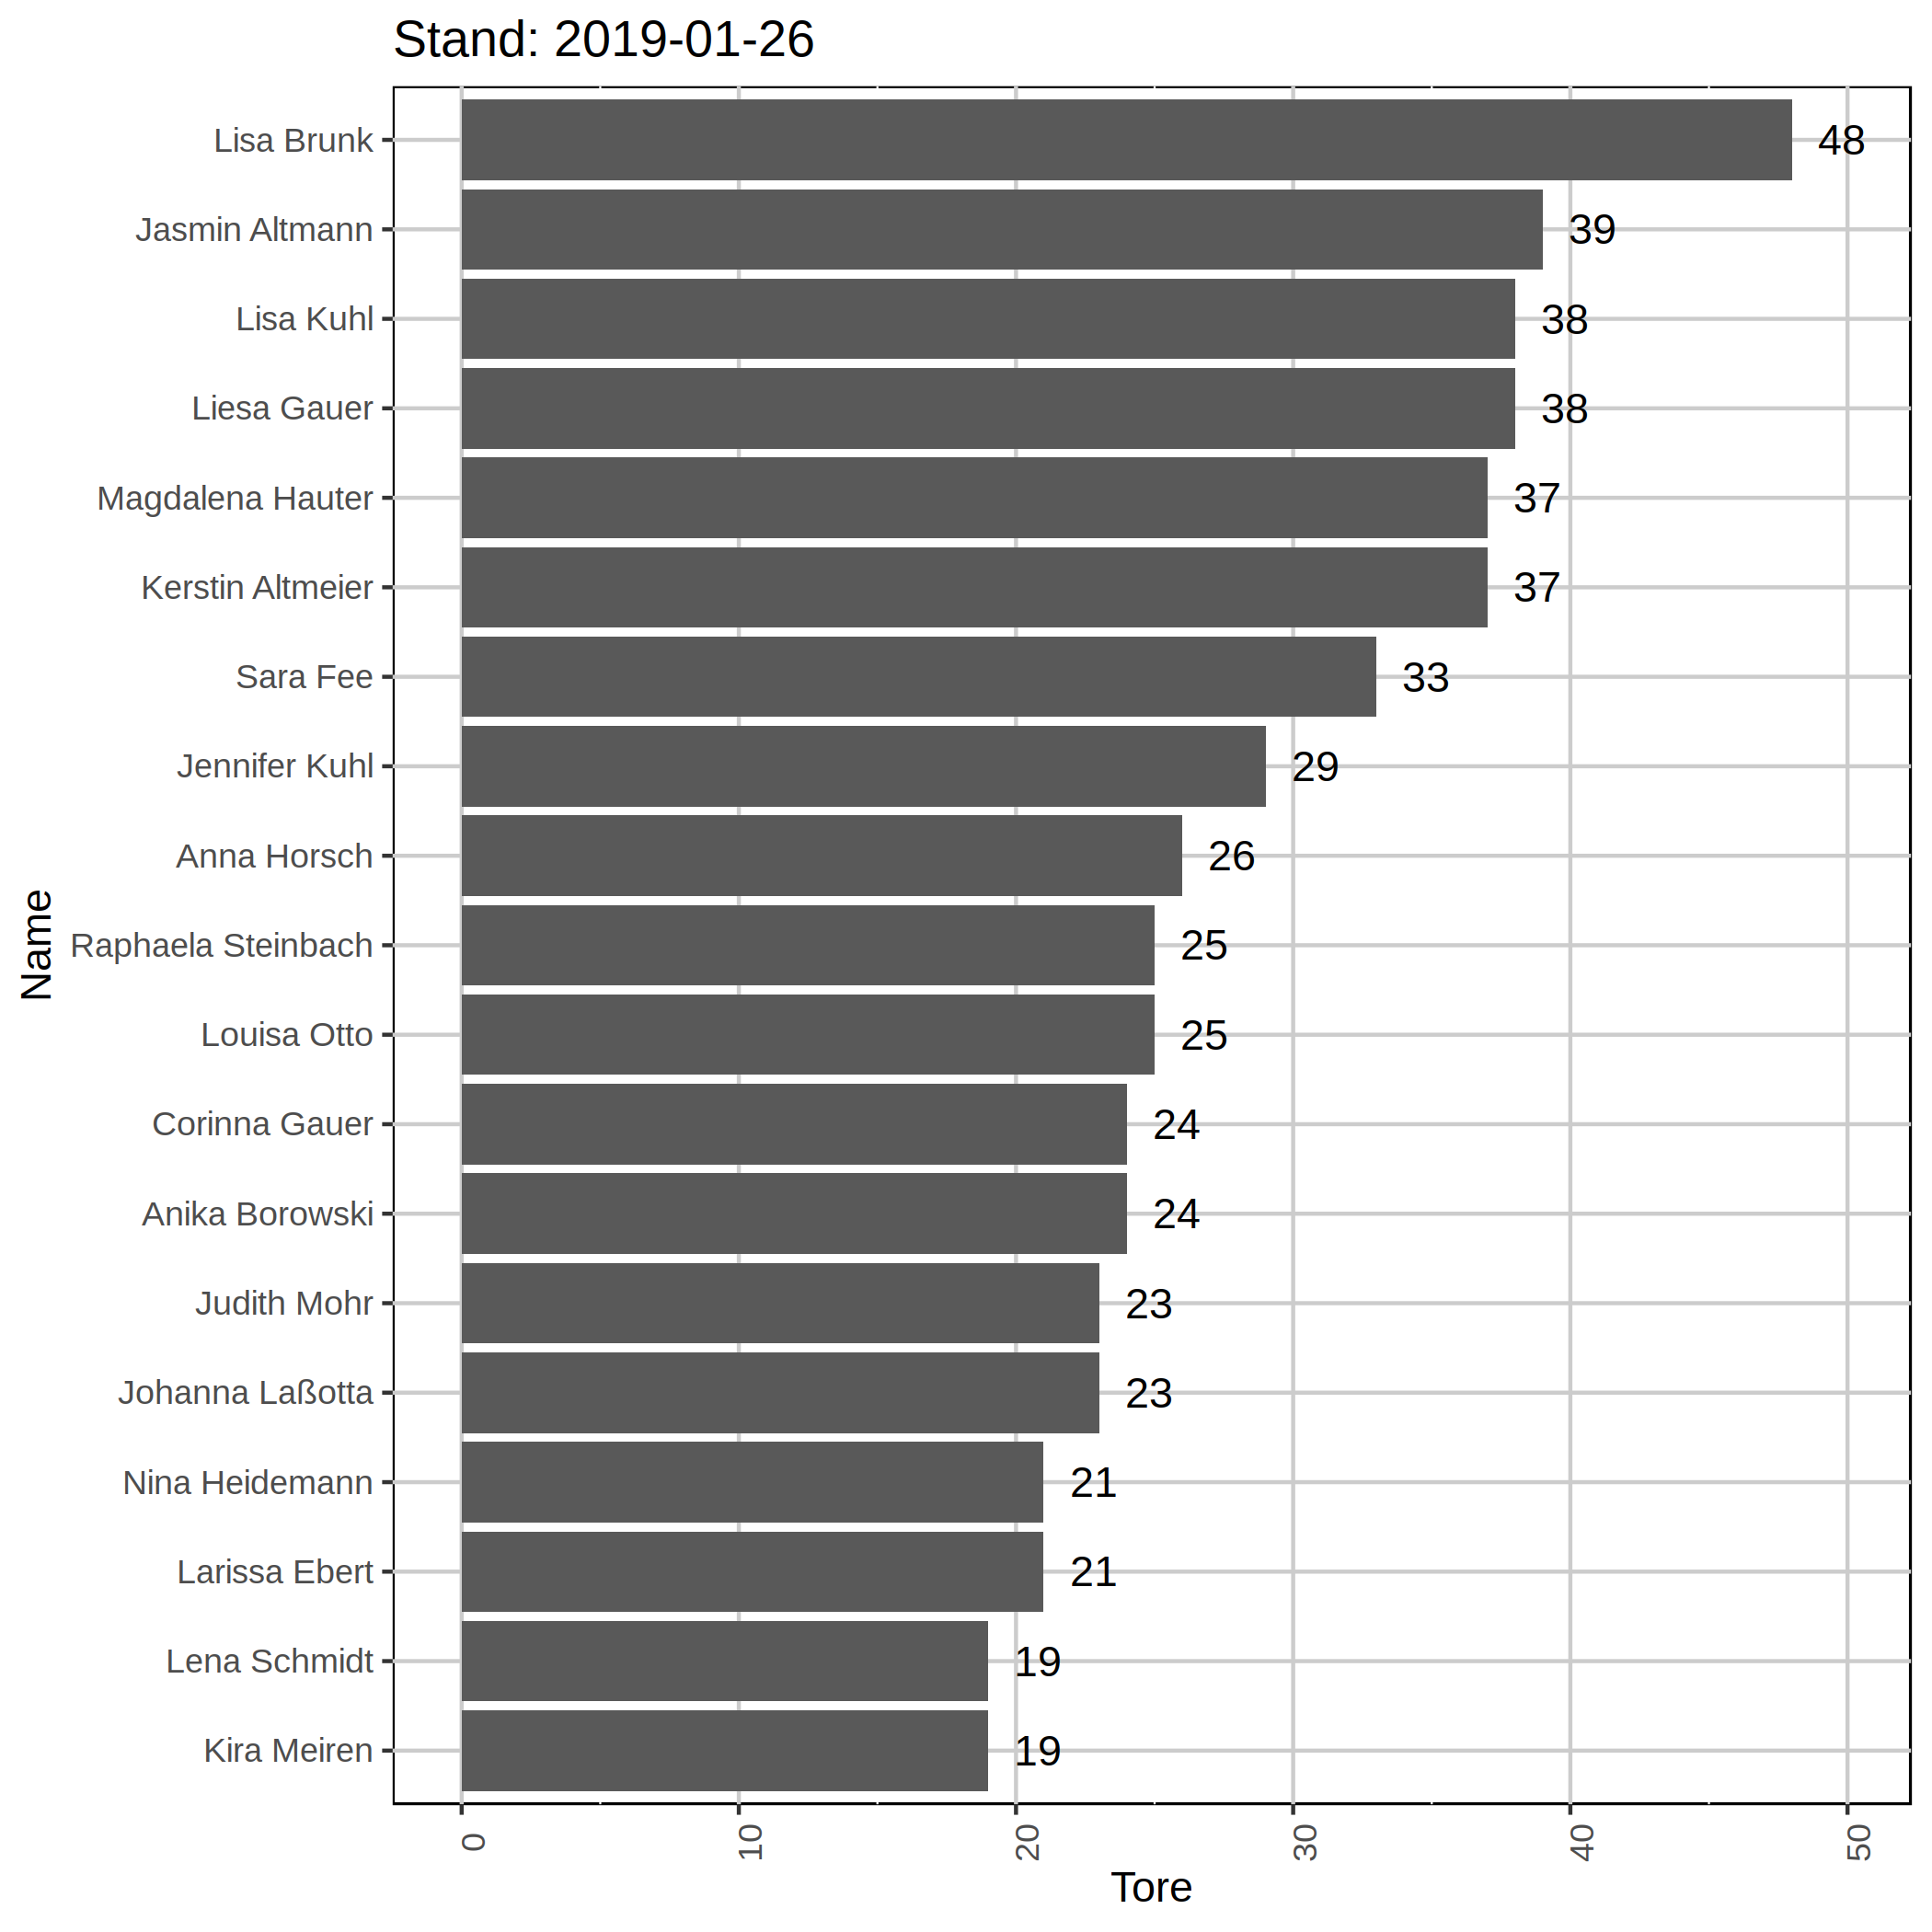 Stand: 2019-01-26
Lisa Brunk 48
Jasmin Altmann 39
Lisa Kuhl 38
Liesa Gauer 38
Magdalena Hauter 37
Kerstin Altmeier 37
Sara Fee 33
Jennifer Kuhl 29
Anna Horsch 26
Raphaela Steinbach 25
Louisa Otto 25
Corinna Gauer 24
Anika Borowski 24
Judith Mohr 23
Johanna Laßotta 23
Nina Heidemann 21
Larissa Ebert 21
Lena Schmidt 19
Kira Meiren 19
Name
0 10 20 30 40 50
Tore